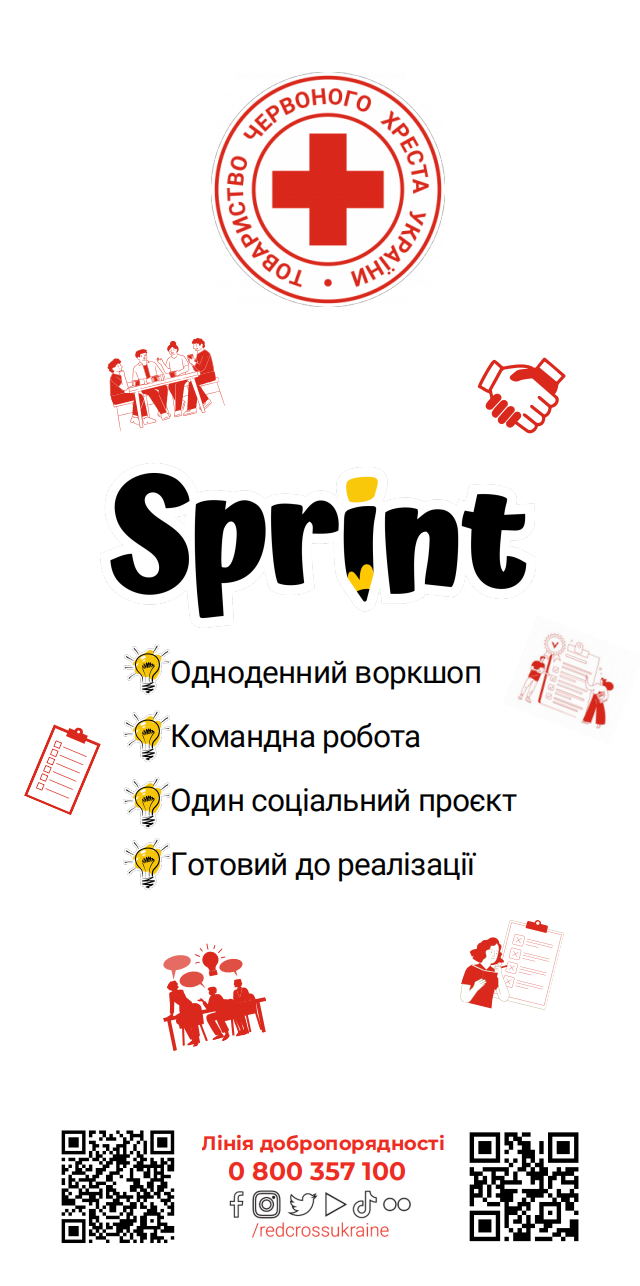 ТОВАРИСТВО ЧЕРВОНОГО ХРЕСТА УКРАЇНИ •
Sprint
Одноденний воркшоп
Командна робота
Один соціальний проєкт
Готовий до реалізації
Лінія доброчесності
0 800 357 100
/redcrossukraine